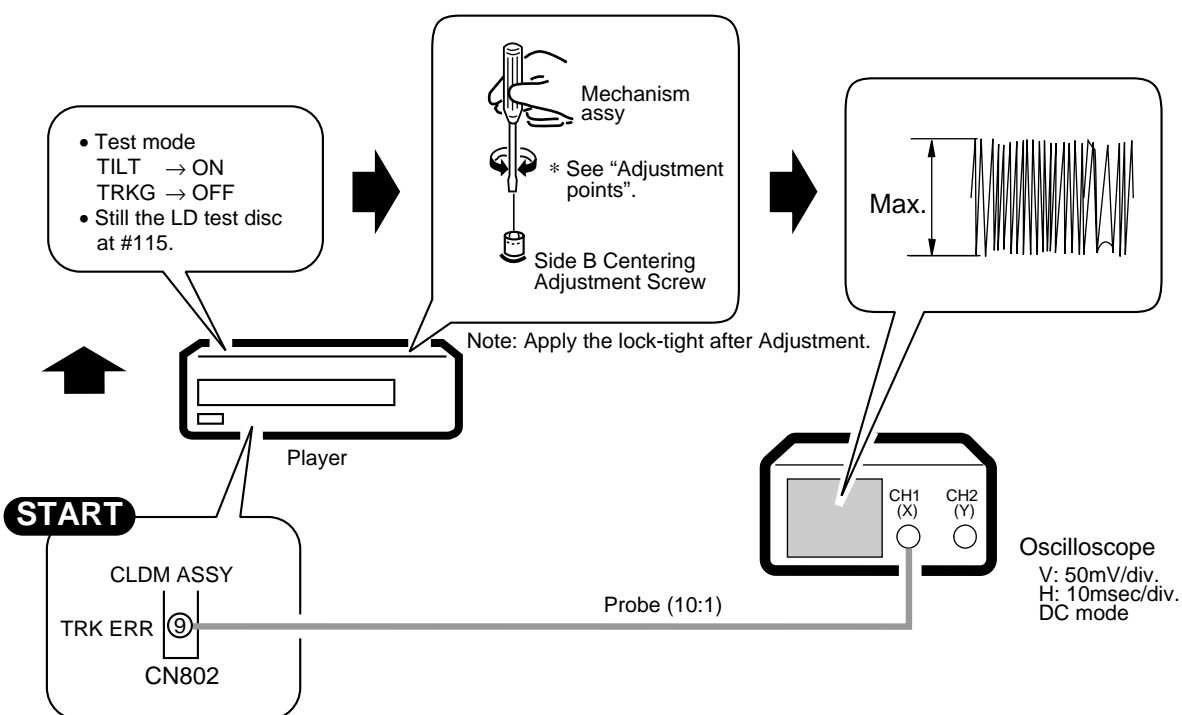 • Test mode
TILT → ON
TRKG → OFF
• Still the LD test disc
at #115.
Mechanism
assy
* See “Adjustment
points”.
Side B Centering
Adjustment Screw
Max.
Note: Apply the lock-tight after Adjustment.
Player
START
CLDM ASSY
TRK ERR ⑨
CN802
Probe (10:1)
CH1
(X)
CH2
(Y)
Oscilloscope
V: 50mV/div.
H: 10msec/div.
DC mode